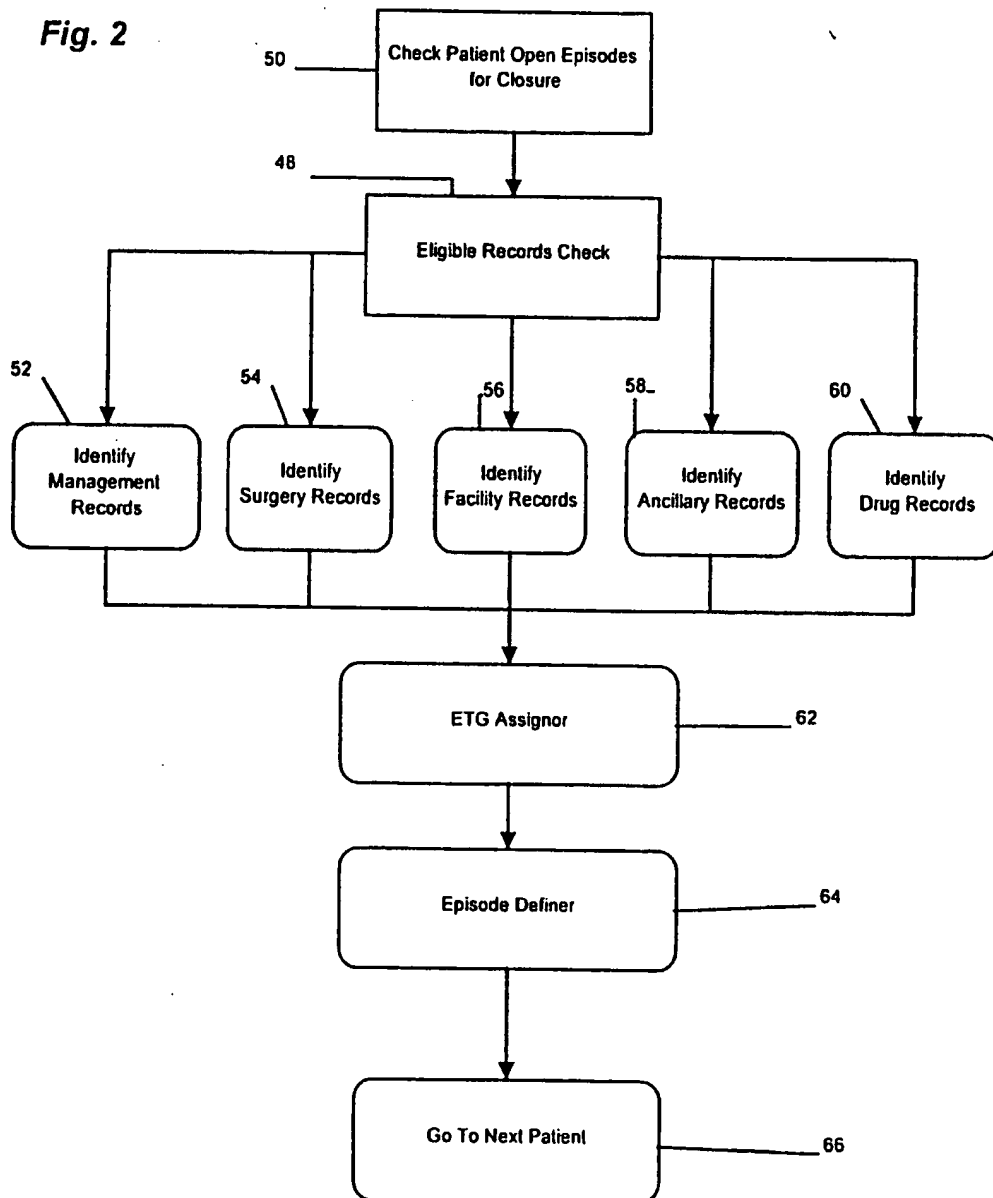 Fig. 2
50
Check Patient Open Episodes
for Closure
48
Eligible Records Check
52
54
56
58
60
Identify
Management
Records
Identify
Surgery Records
Identify
Facility Records
Identify
Ancillary Records
Identify
Drug Records
ETG Assignor
62
Episode Definer
64
Go To Next Patient
66